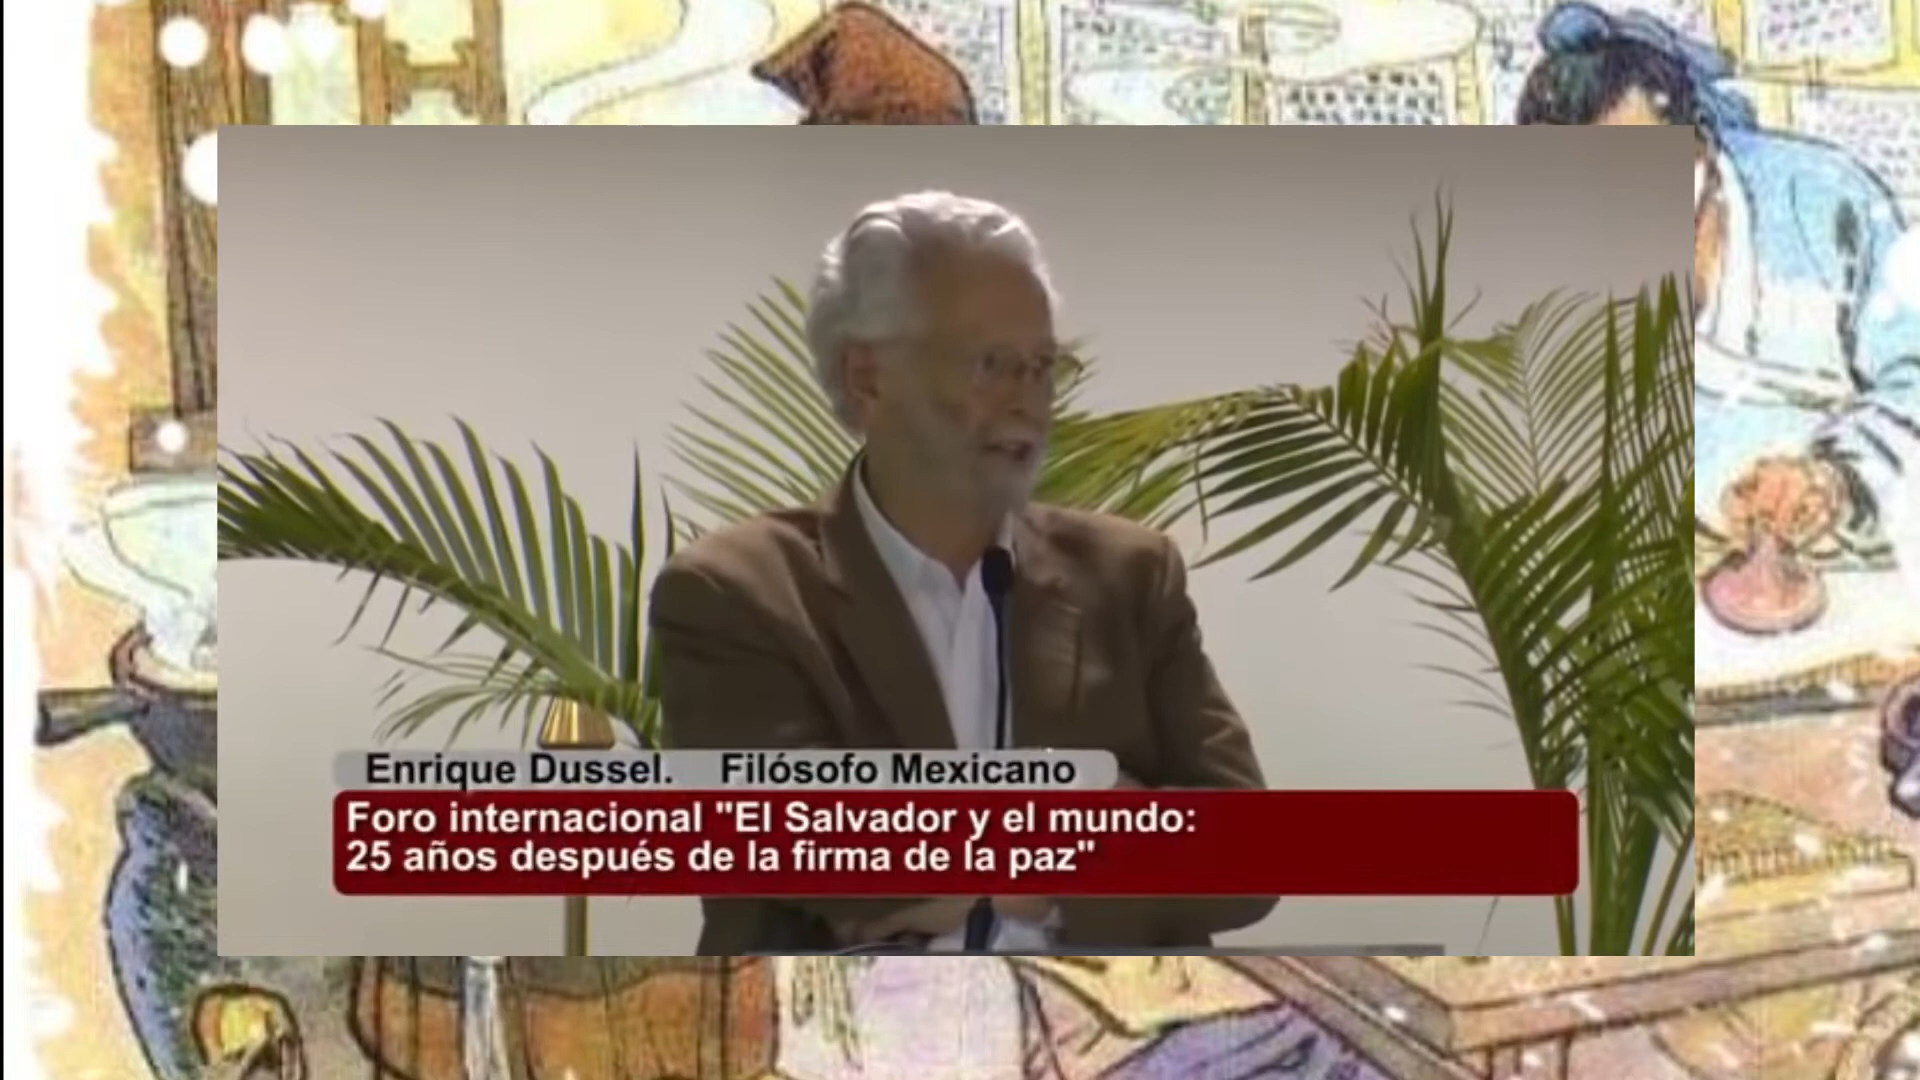 Enrique Dussel. Filósofo Mexicano
Foro internacional "El Salvador y el mundo:
25 años después de la firma de la paz"